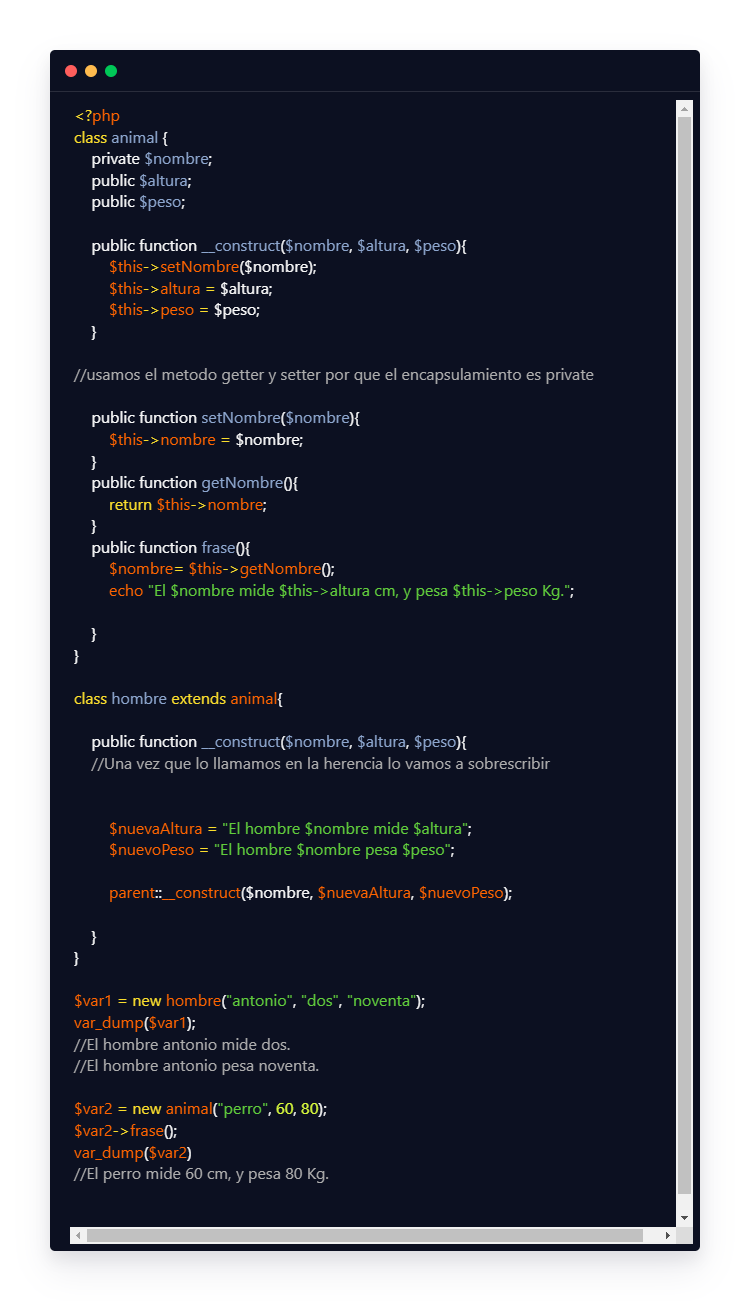 <?php
class animal {
    private $nombre;
    public $altura;
    public $peso;

    public function __construct($nombre, $altura, $peso){
        $this->setNombre($nombre);
        $this->altura = $altura;
        $this->peso = $peso;
    }

//usamos el metodo getter y setter por que el encapsulamiento es private

    public function setNombre($nombre){
        $this->nombre = $nombre;
    }
    public function getNombre(){
        return $this->nombre;
    }
    public function frase(){
        $nombre= $this->getNombre();
        echo "El $nombre mide $this->altura cm, y pesa $this->peso Kg.";

    }
}

class hombre extends animal{

    public function __construct($nombre, $altura, $peso){
    //Una vez que lo llamamos en la herencia lo vamos a sobrescribir


        $nuevaAltura = "El hombre $nombre mide $altura";
        $nuevoPeso = "El hombre $nombre pesa $peso";

        parent::__construct($nombre, $nuevaAltura, $nuevoPeso);

    }
}

$var1 = new hombre("antonio", "dos", "noventa");
var_dump($var1);
//El hombre antonio mide dos.
//El hombre antonio pesa noventa.

$var2 = new animal("perro", 60, 80);
$var2->frase();
var_dump($var2)
//El perro mide 60 cm, y pesa 80 Kg.